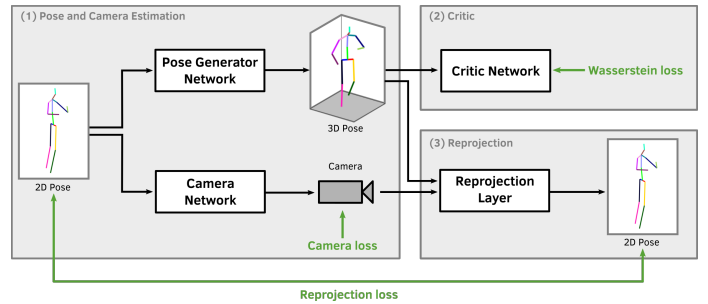 (1) Pose and Camera Estimation
Pose Generator
Network
3D Pose
2D Pose
Camera
Network
Camera
Camera loss
(2) Critic
Critic Network
Wasserstein loss
(3) Reprojection
Reprojection
Layer
2D Pose
Reprojection loss